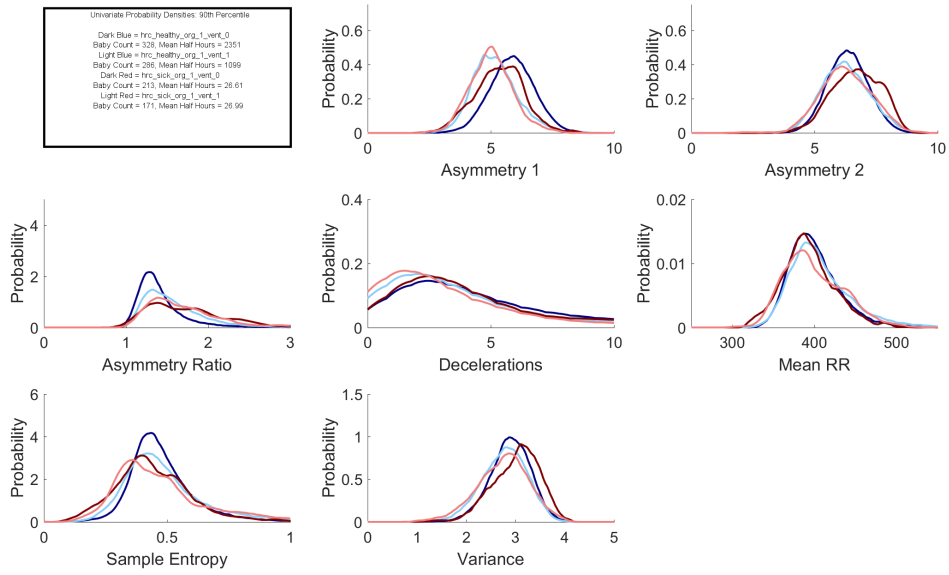 Univariate Probability Densities: 90th Percentile
Dark Blue = hrc_healthy_org_1_vent_0
Baby Count = 328, Mean Half Hours = 2351
Light Blue = hrc_healthy_org_1_vent_1
Baby Count = 286, Mean Half Hours = 1099
Dark Red = hrc_sick_org_1_vent_0
Baby Count = 213, Mean Half Hours = 26.61
Light Red = hrc_sick_org_1_vent_1
Baby Count = 171, Mean Half Hours = 26.99
Probability
0.6
0.4
0.2
0
0 5 10
Asymmetry 1
Probability
0.6
0.4
0.2
0
0 5 10
Asymmetry 2
Probability
4
2
0
0 1 2 3
Asymmetry Ratio
Probability
0.4
0.2
0
0 5 10
Decelerations
Probability
0.02
0.01
0
300 400 500
Mean RR
Probability
6
4
2
0
0 0.5 1
Sample Entropy
Probability
1.5
1
0.5
0
0 1 2 3 4 5
Variance